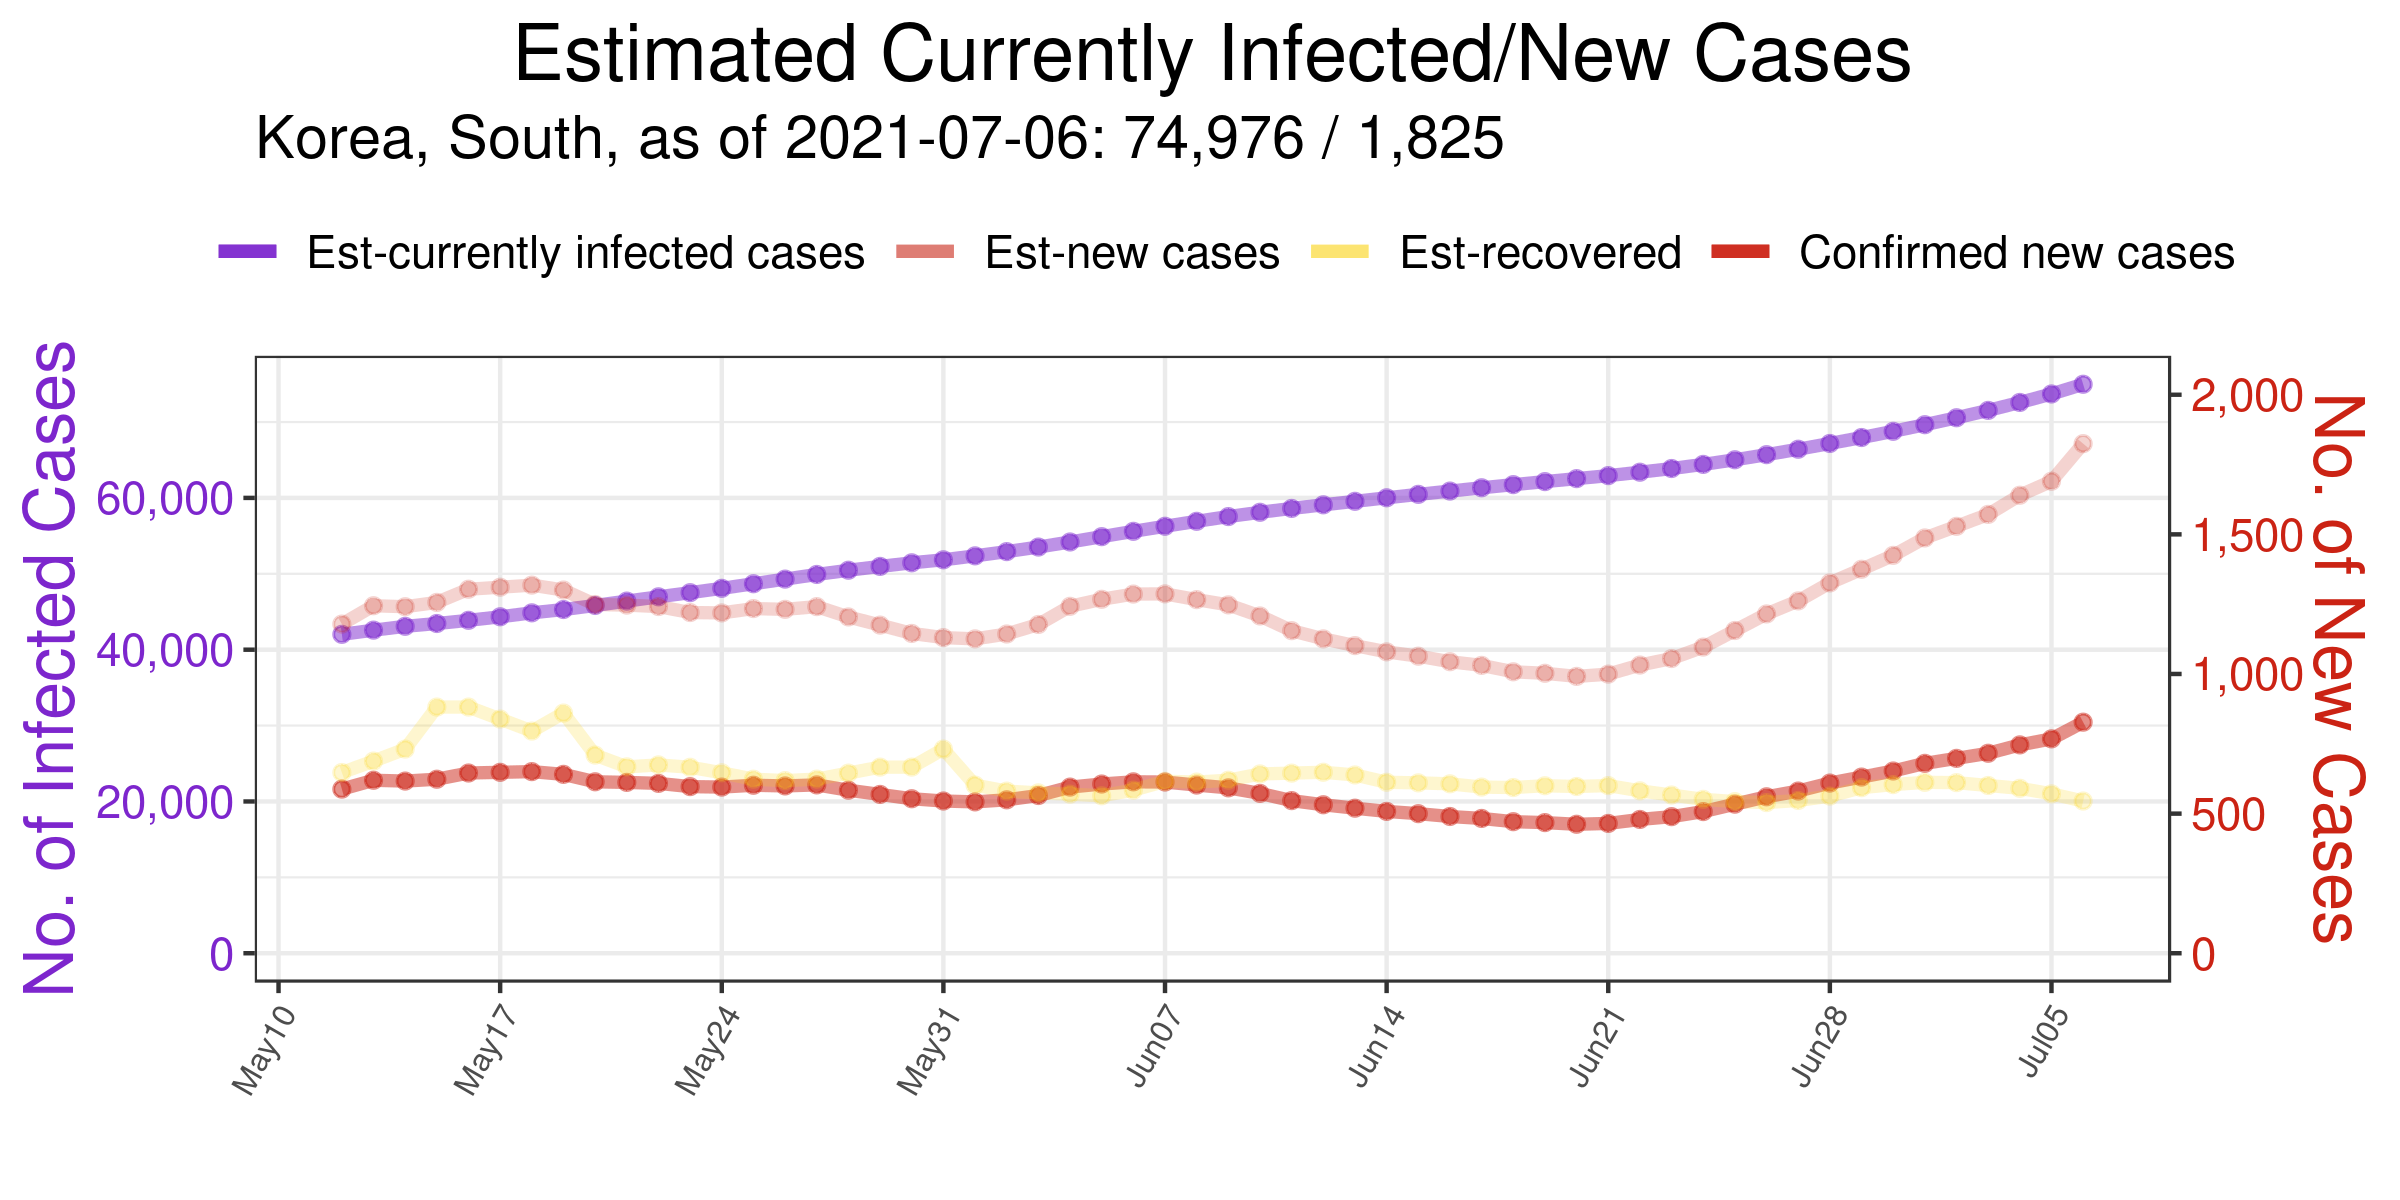 Estimated Currently Infected/New Cases
Korea, South, as of 2021-07-06: 74,976 / 1,825
Est-currently infected cases Est-new cases Est-recovered Confirmed new cases
No. of Infected Cases
60,000
40,000
20,000
0
2,000
1,500
1,000
500
0
No. of New Cases
May10 May17 May24 May31 Jun07 Jun14 Jun21 Jun28 Jul05